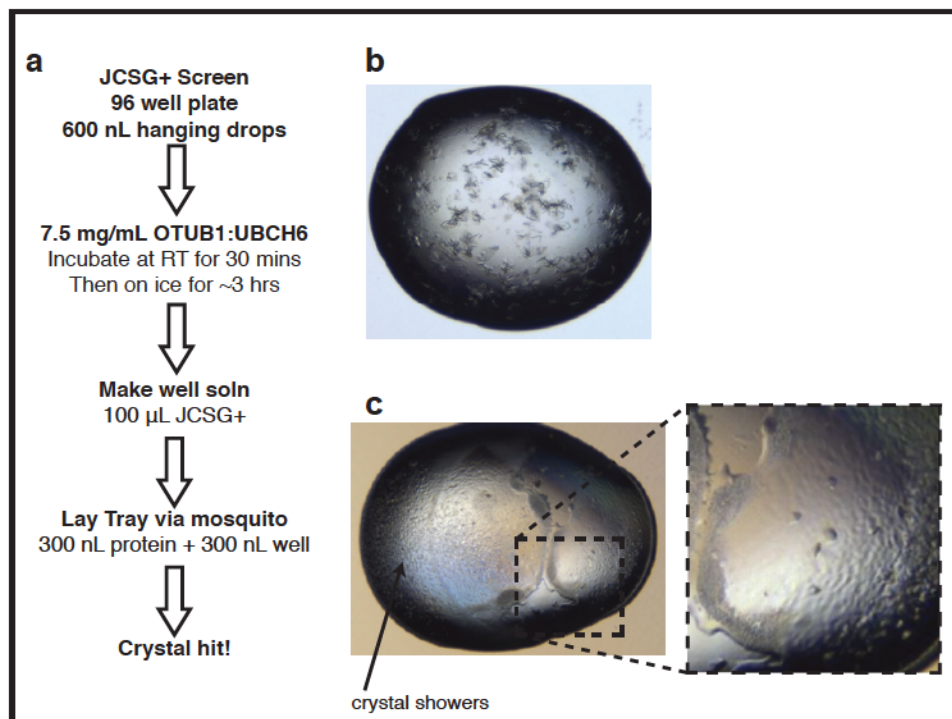 a
JCSG+ Screen
96 well plate
600 nL hanging drops
7.5 mg/mL OTUB1:UBCH6
Incubate at RT for 30 mins
Then on ice for ~3 hrs
Make well soln
100 µL JCSG+
Lay Tray via mosquito
300 nL protein + 300 nL well
Crystal hit!
b
c
crystal showers